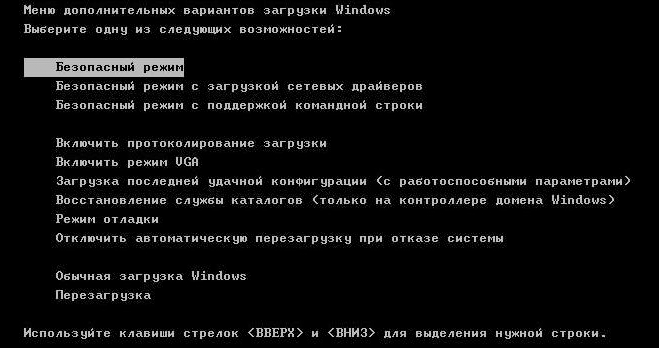 Меню дополнительных вариантов загрузки Windows
Выберите одну из следующих возможностей:
Безопасный режим
Безопасный режим с загрузкой сетевых драйверов
Безопасный режим с поддержкой командной строки
Включить протоколирование загрузки
Включить режим VGA
Загрузка последней удачной конфигурации (с работоспособными параметрами)
Восстановление службы каталогов (только на контроллере домена Windows)
Режим отладки
Отключить автоматическую перезагрузку при отказе системы
Обычная загрузка Windows
Перезагрузка
Используйте клавиши стрелок <ВВЕРХ> и <ВНИЗ> для выделения нужной строки.